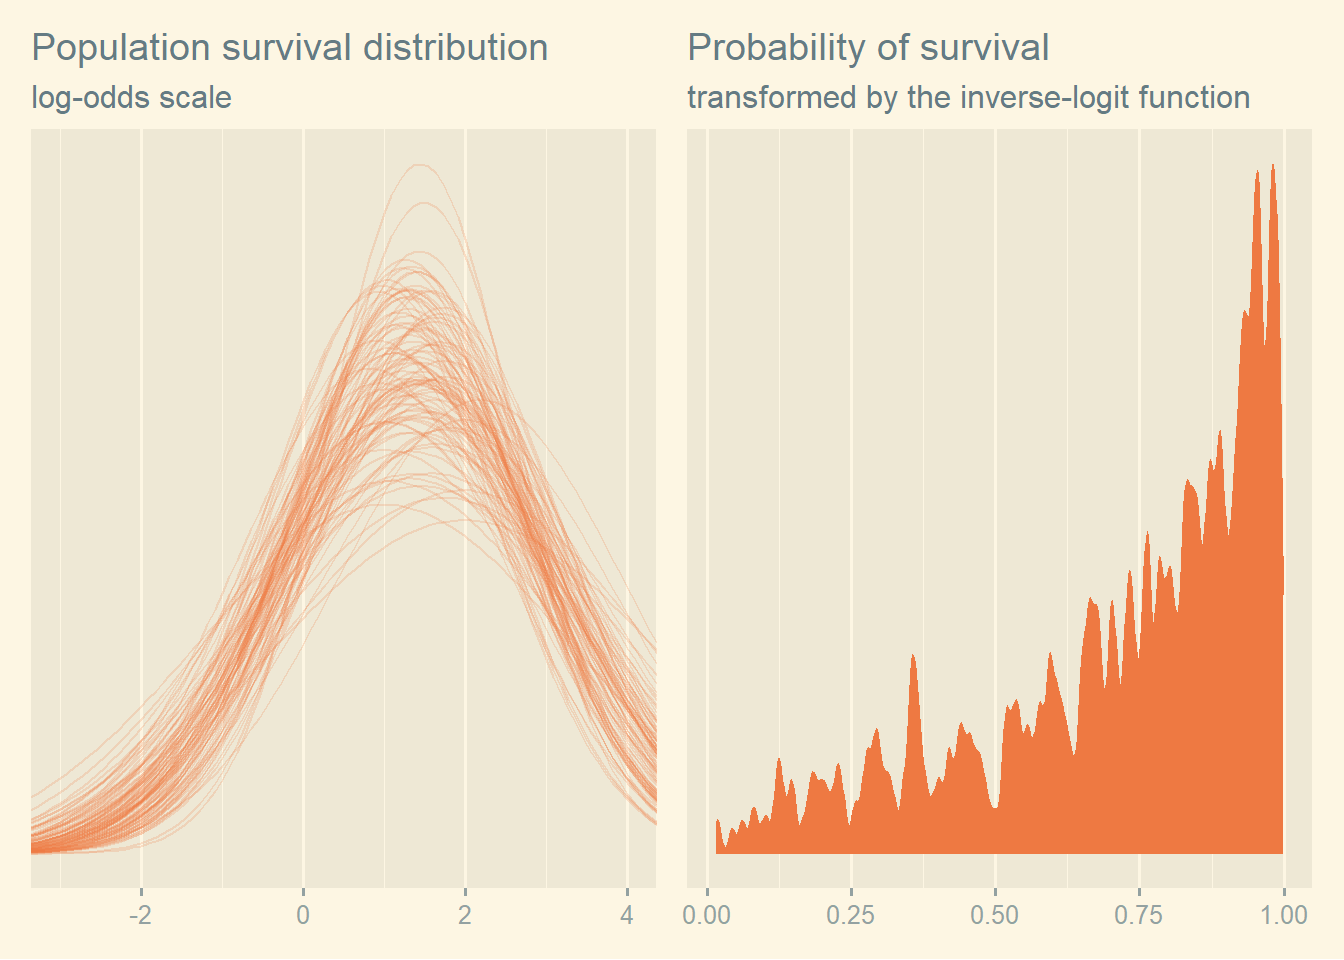 Population survival distribution
log-odds scale
-2 0 2 4
Probability of survival
transformed by the inverse-logit function
0.00 0.25 0.50 0.75 1.00